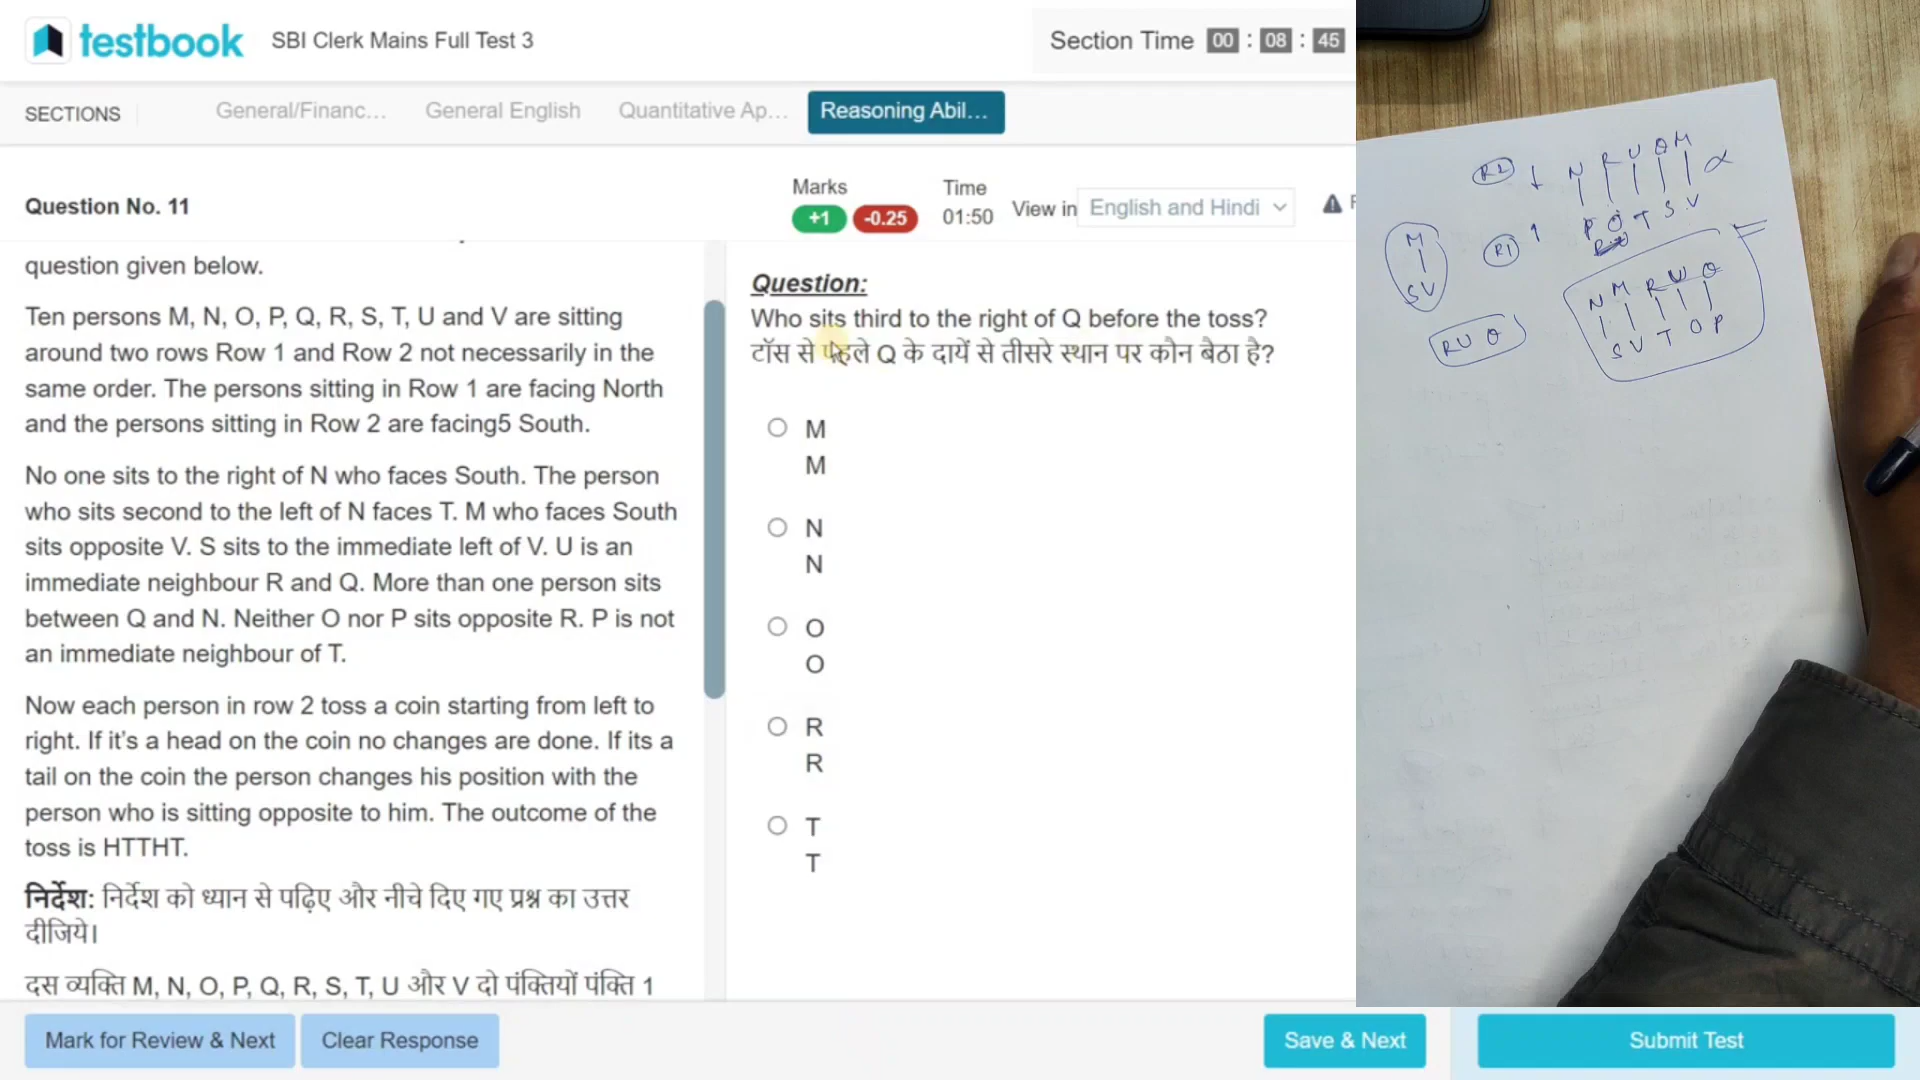 testbook
SBI Clerk Mains Full Test 3
Section Time 00 : 08 : 45
SECTIONS
General/Financ...
General English
Quantitative Ap...
Reasoning Abil...
Question No. 11
Marks
+1 -0.25
Time
01:50
View in English and Hindi
question given below.
Ten persons M, N, O, P, Q, R, S, T, U and V are sitting
around two rows Row 1 and Row 2 not necessarily in the
same order. The persons sitting in Row 1 are facing North
and the persons sitting in Row 2 are facing5 South.
No one sits to the right of N who faces South. The person
who sits second to the left of N faces T. M who faces South
sits opposite V. S sits to the immediate left of V. U is an
immediate neighbour R and Q. More than one person sits
between Q and N. Neither O nor P sits opposite R. P is not
an immediate neighbour of T.
Now each person in row 2 toss a coin starting from left to
right. If it's a head on the coin no changes are done. If its a
tail on the coin the person changes his position with the
person who is sitting opposite to him. The outcome of the
toss is HTTHT.
निर्देश: निर्देश को ध्यान से पढ़िए और नीचे दिए गए प्रश्न का उत्तर
दीजिये।
दस व्यक्ति M, N, O, P, Q, R, S, T, U और V दो पंक्तियों पंक्ति 1
Question:
Who sits third to the right of Q before the toss?
टॉस से पहले Q के दायें से तीसरे स्थान पर कौन बैठा है?
M
M
N
N
O
O
R
R
T
T
Mark for Review & Next
Clear Response
Save & Next
Submit Test
R2 N R U Q M
R1 P O T S V
M
S V
R U Q
N M R U Q
S V T O P